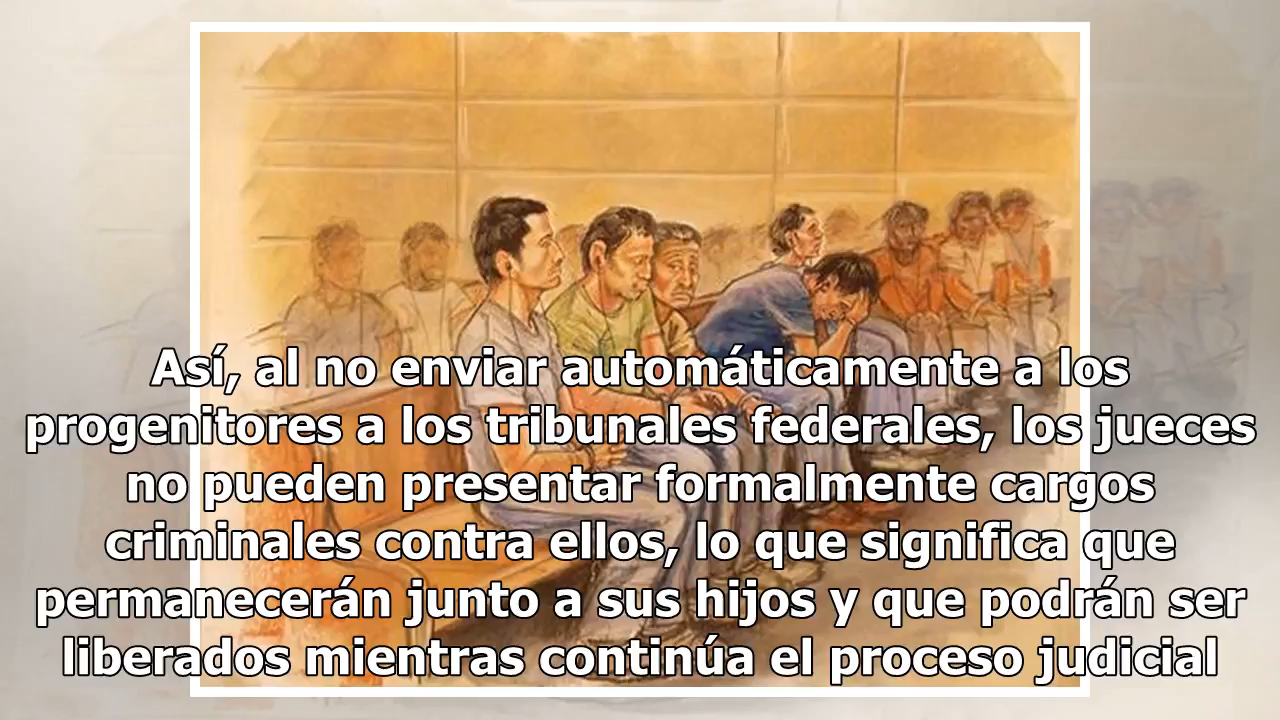 Así, al no enviar automáticamente a los
progenitores a los tribunales federales, los jueces
no pueden presentar formalmente cargos
criminales contra ellos, lo que significa que
permanecerán junto a sus hijos y que podrán ser
liberados mientras continúa el proceso judicial